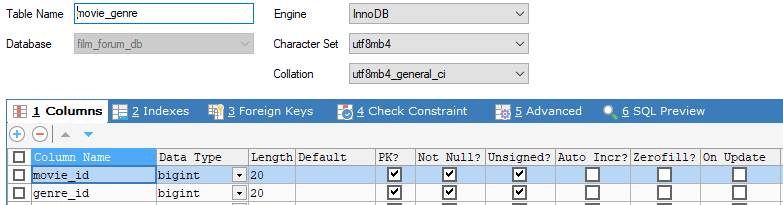 Table Name movie_genre Engine InnoDB
Database film_forum_db Character Set utf8mb4
Collation utf8mb4_general_ci
1 Columns 2 Indexes 3 Foreign Keys 4 Check Constraint 5 Advanced 6 SQL Preview
Column Name Data Type Length Default PK? Not Null? Unsigned? Auto Incr? Zerofill? On Update
movie_id bigint 20
genre_id bigint 20